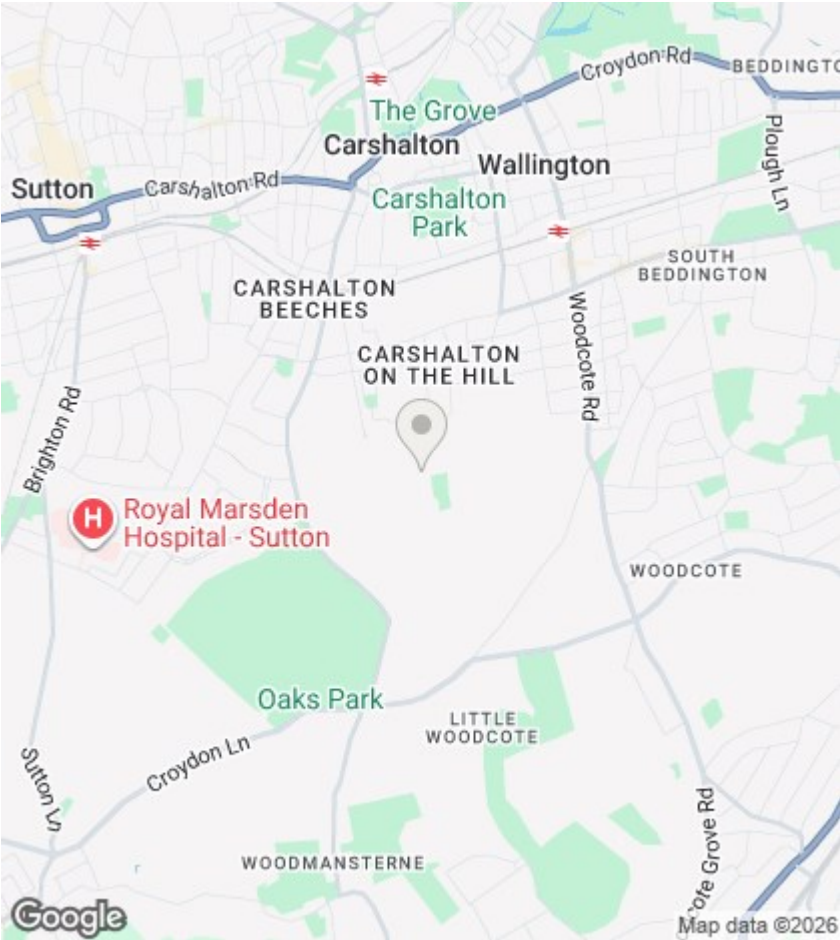 Croydon Rd
BEDDINGTO
The Grove
Carshalton
Plough Ln
Wallington
Sutton
Carshalton Rd
Carshalton
Park
SOUTH
BEDDINGTON
CARSHALTON
BEECHES
Woodcote Rd
CARSHALTON
ON THE HILL
Brighton Rd
H
Royal Marsden
Hospital - Sutton
WOODCOTE
Oaks Park
LITTLE
WOODCOTE
Croydon Ln
Sutton Ln
cote Grove Rd
WOODMANSTERNE
Google
Map data ©2026